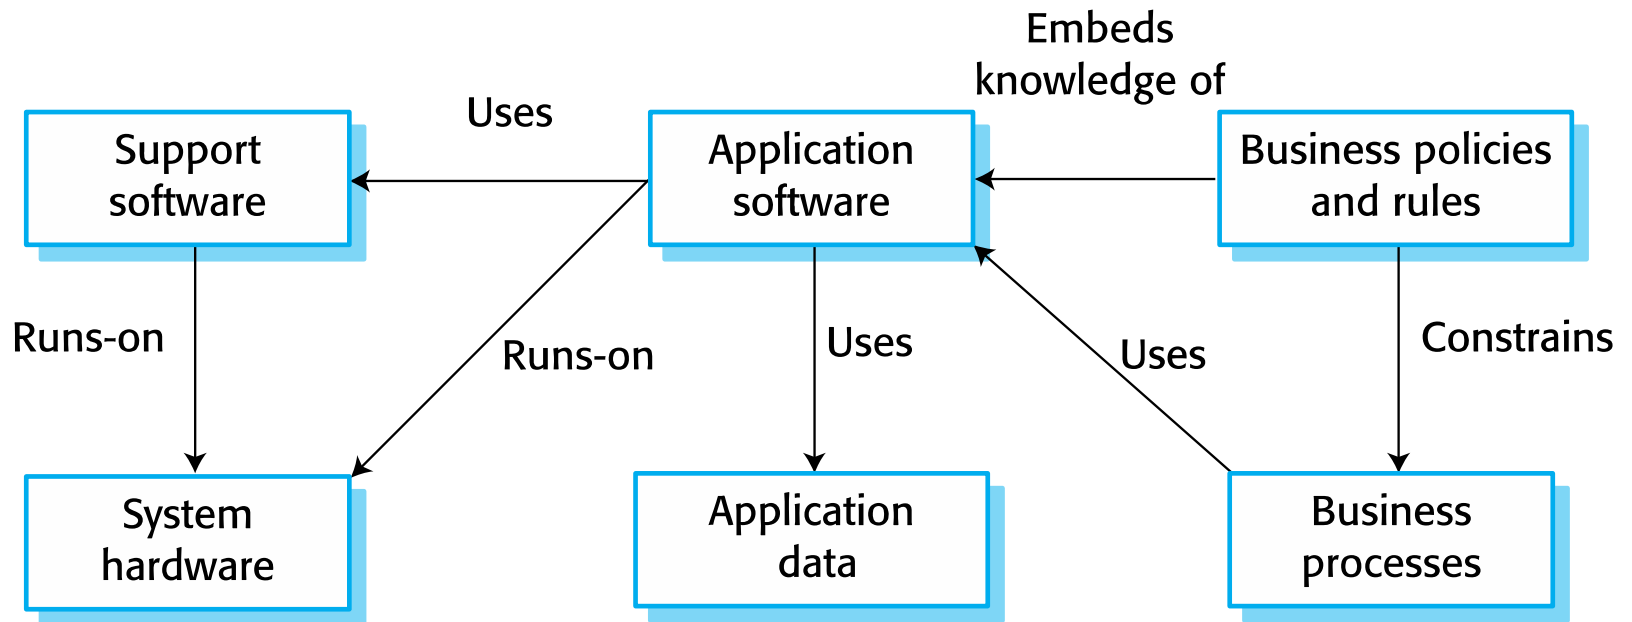 Embeds
knowledge of
Uses
Support
software
Application
software
Business policies
and rules
Runs-on
Runs-on
Uses
Uses
Constrains
System
hardware
Application
data
Business
processes